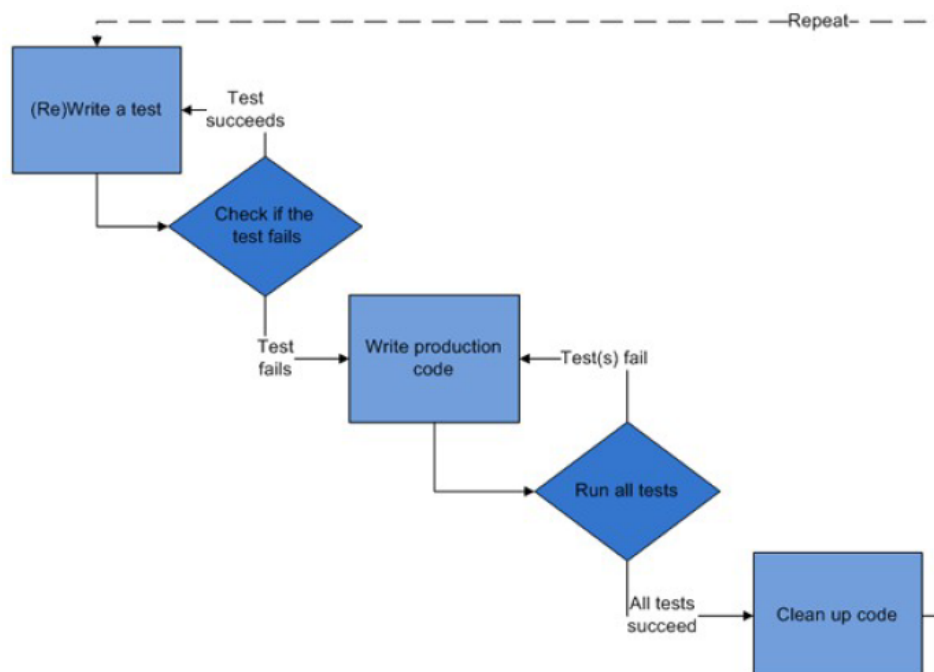 Repeat
(Re)Write a test
Test
succeeds
Check if the
test fails
Test
fails
Write production
code
Test(s) fail
Run all tests
All tests
succeed
Clean up code